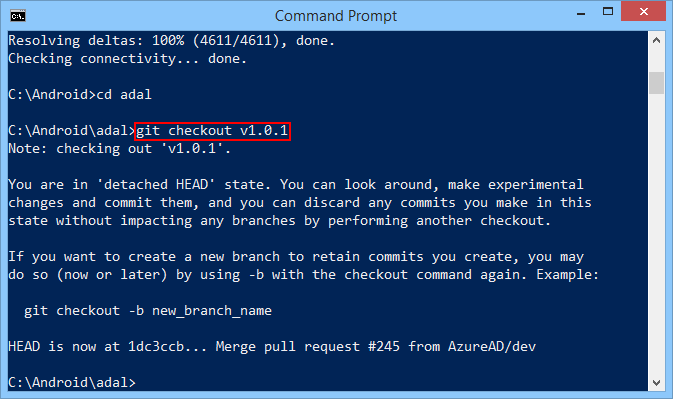 Command Prompt
Resolving deltas: 100% (4611/4611), done.
Checking connectivity... done.
C:\Android>cd adal
C:\Android\adal>git checkout v1.0.1
Note: checking out 'v1.0.1'.
You are in 'detached HEAD' state. You can look around, make experimental
changes and commit them, and you can discard any commits you make in this
state without impacting any branches by performing another checkout.
If you want to create a new branch to retain commits you create, you may
do so (now or later) by using -b with the checkout command again. Example:
git checkout -b new_branch_name
HEAD is now at 1dc3ccb... Merge pull request #245 from AzureAD/dev
C:\Android\adal>